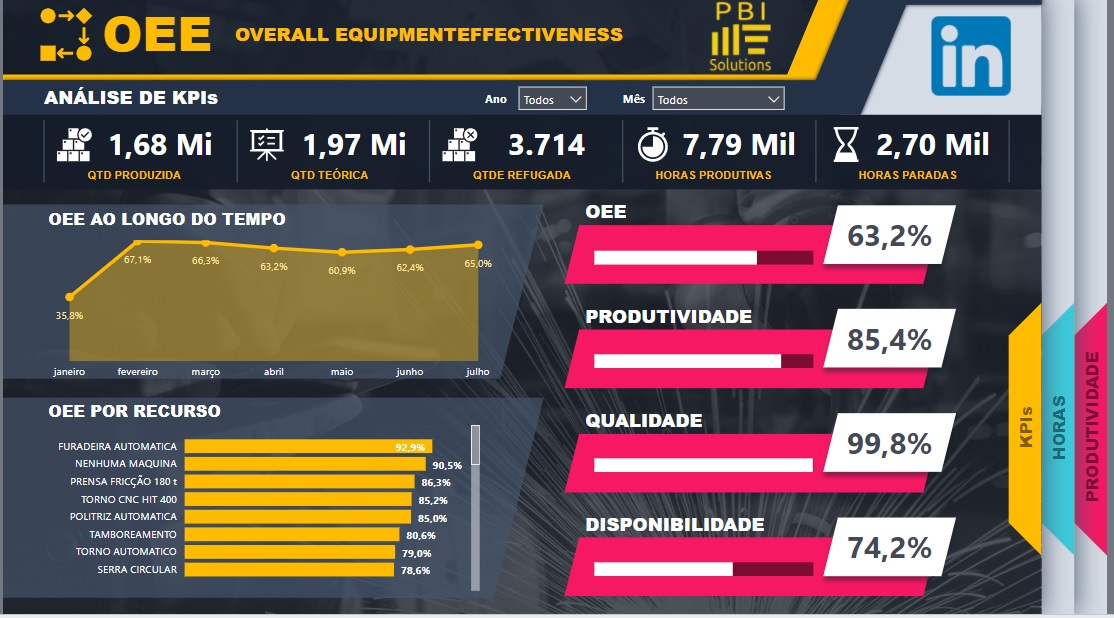 OEE
OVERALL EQUIPMENTEFFECTIVENESS
PBI
Solutions
in
ANÁLISE DE KPIs
Ano
Todos
Mês
Todos
1,68 Mi
QTD PRODUZIDA
1,97 Mi
QTD TEÓRICA
3.714
QTDE REFUGADA
7,79 Mil
HORAS PRODUTIVAS
2,70 Mil
HORAS PARADAS
OEE AO LONGO DO TEMPO
35,8%
67,1%
66,3%
63,2%
60,9%
62,4%
65,0%
janeiro
fevereiro
março
abril
maio
junho
julho
OEE POR RECURSO
FURADEIRA AUTOMATICA 92,9%
NENHUMA MAQUINA 90,5%
PRENSA FRICÇÃO 180 t 86,3%
TORNO CNC HIT 400 85,2%
POLITRIZ AUTOMATICA 85,0%
TAMBOREAMENTO 80,6%
TORNO AUTOMATICO 79,0%
SERRA CIRCULAR 78,6%
OEE
63,2%
PRODUTIVIDADE
85,4%
QUALIDADE
99,8%
DISPONIBILIDADE
74,2%
KPIs
HORAS
PRODUTIVIDADE